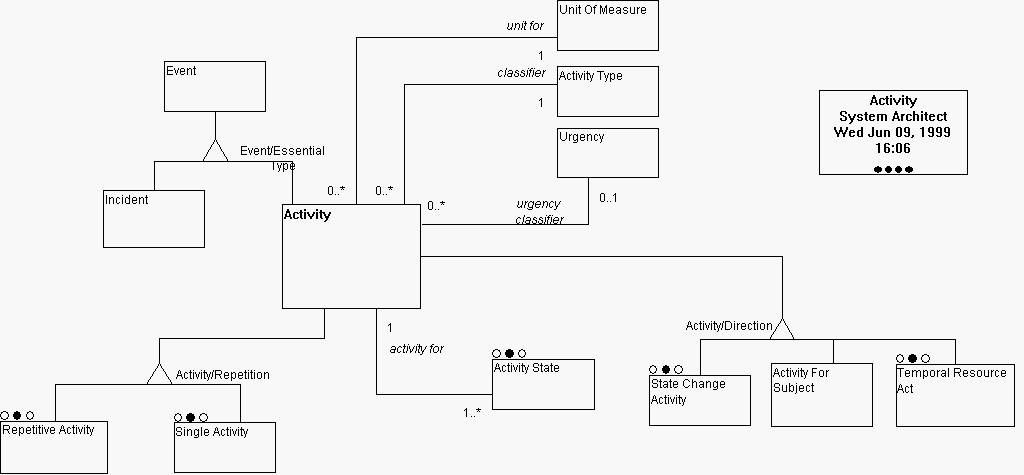 unit for
Unit Of Measure
1
classifier
Activity Type
1
Event
Activity
System Architect
Wed Jun 09, 1999
16:06
Urgency
Event/Essential
Type
Incident
0..*
0..*
0..*
0..1
urgency
classifier
Activity
1
activity for
Activity/Direction
Activity/Repetition
Activity State
State Change
Activity
Activity For
Subject
Temporal Resource
Act
1..*
Repetitive Activity
Single Activity